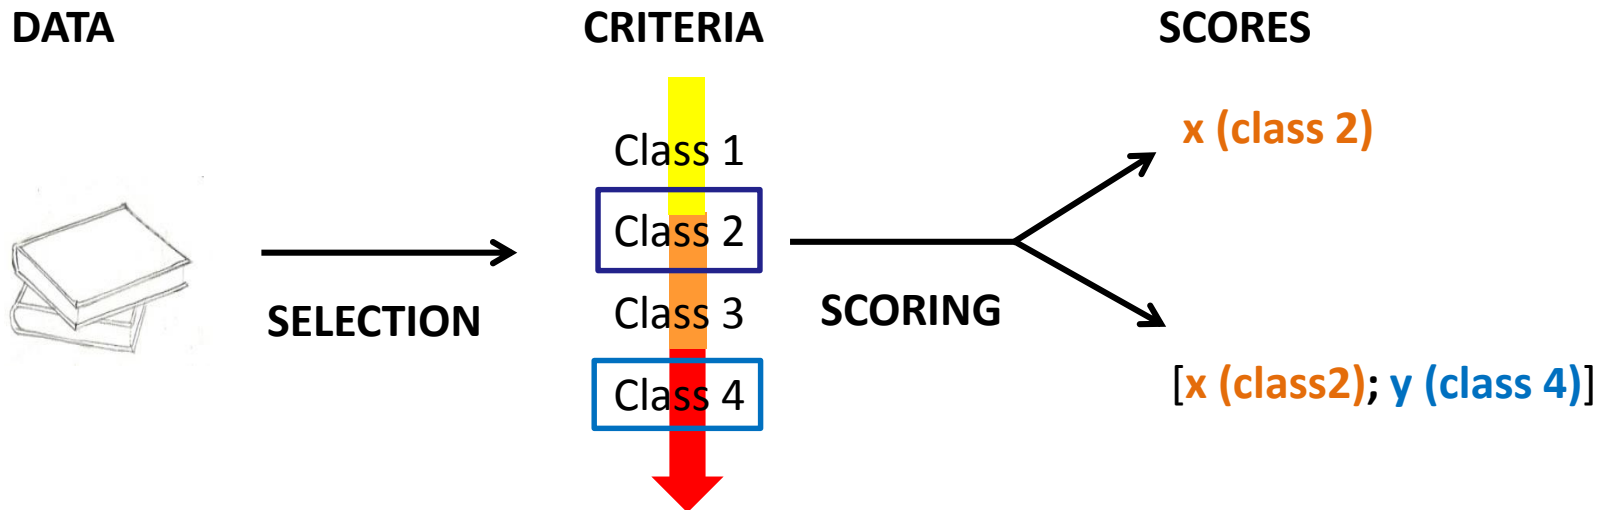 DATA
CRITERIA
SCORES
Class 1
Class 2
Class 3
Class 4
SELECTION
SCORING
x (class 2)
[x (class2); y (class 4)]